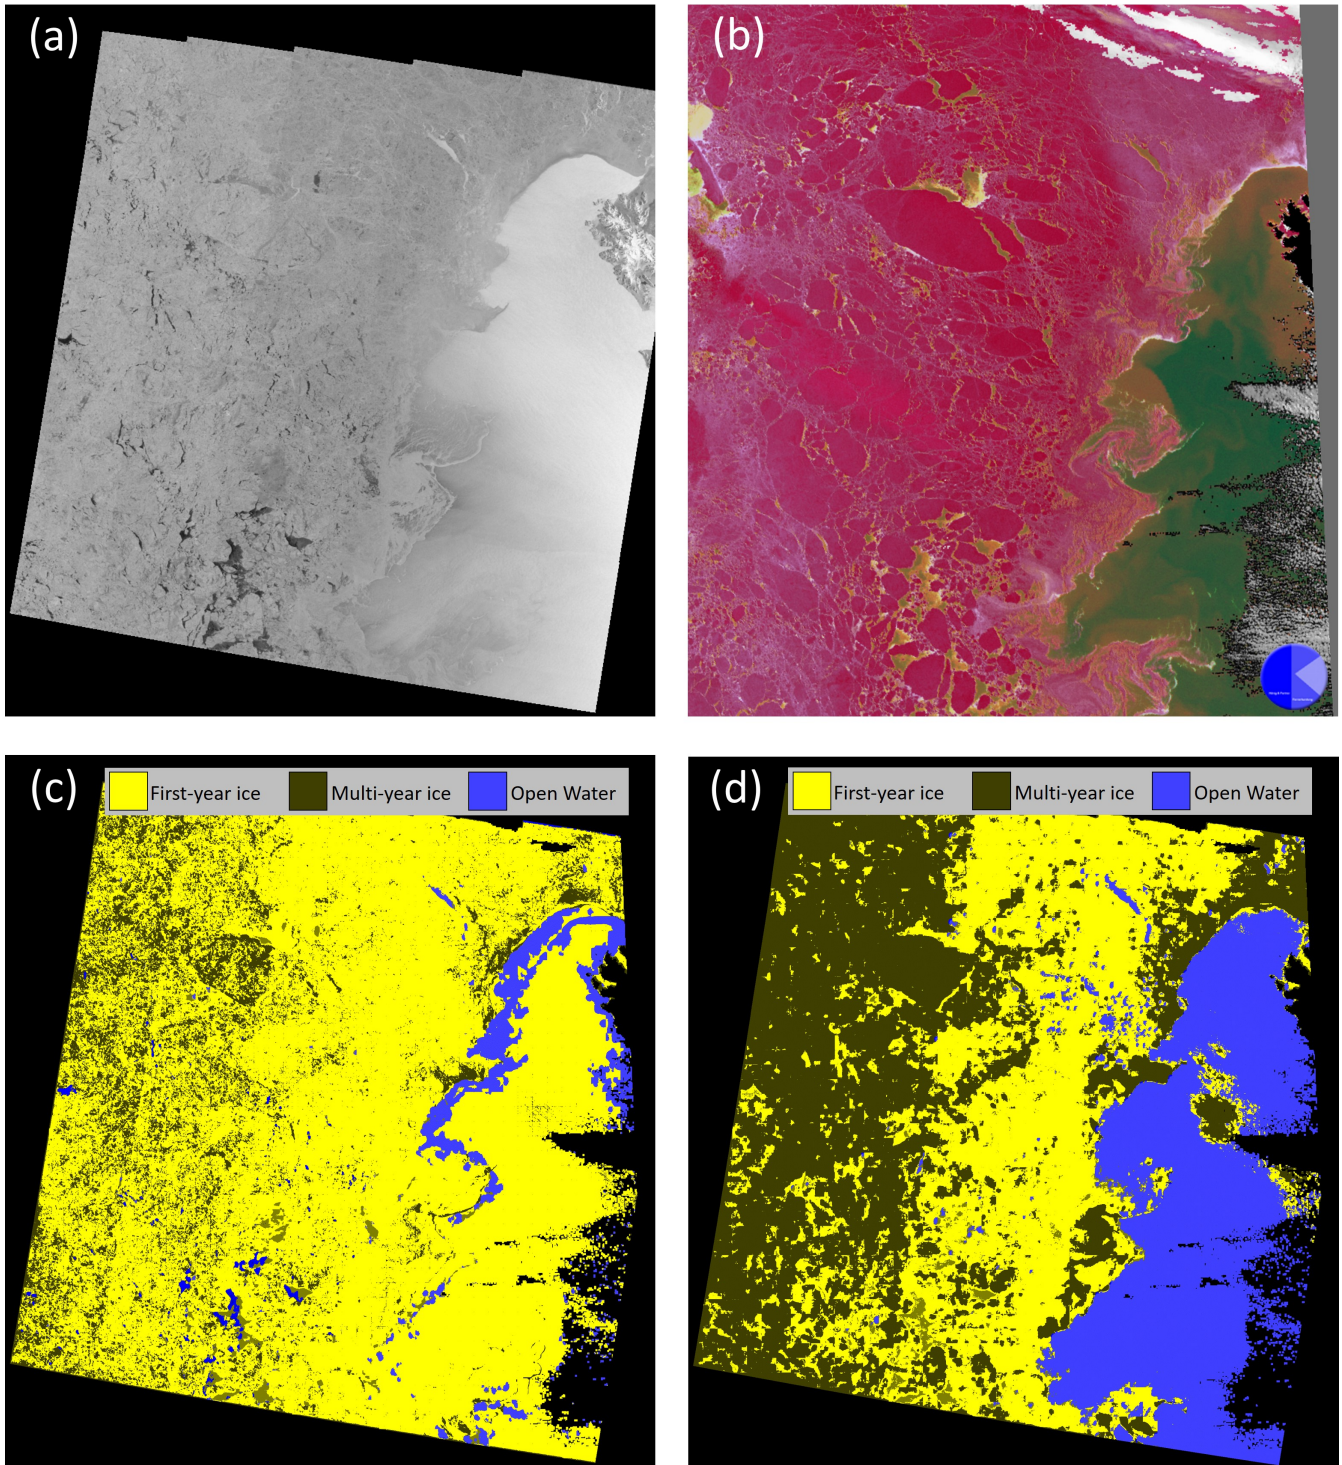 (a)
(b)
(c)
First-year ice
Multi-year ice
Open Water
(d)
First-year ice
Multi-year ice
Open Water